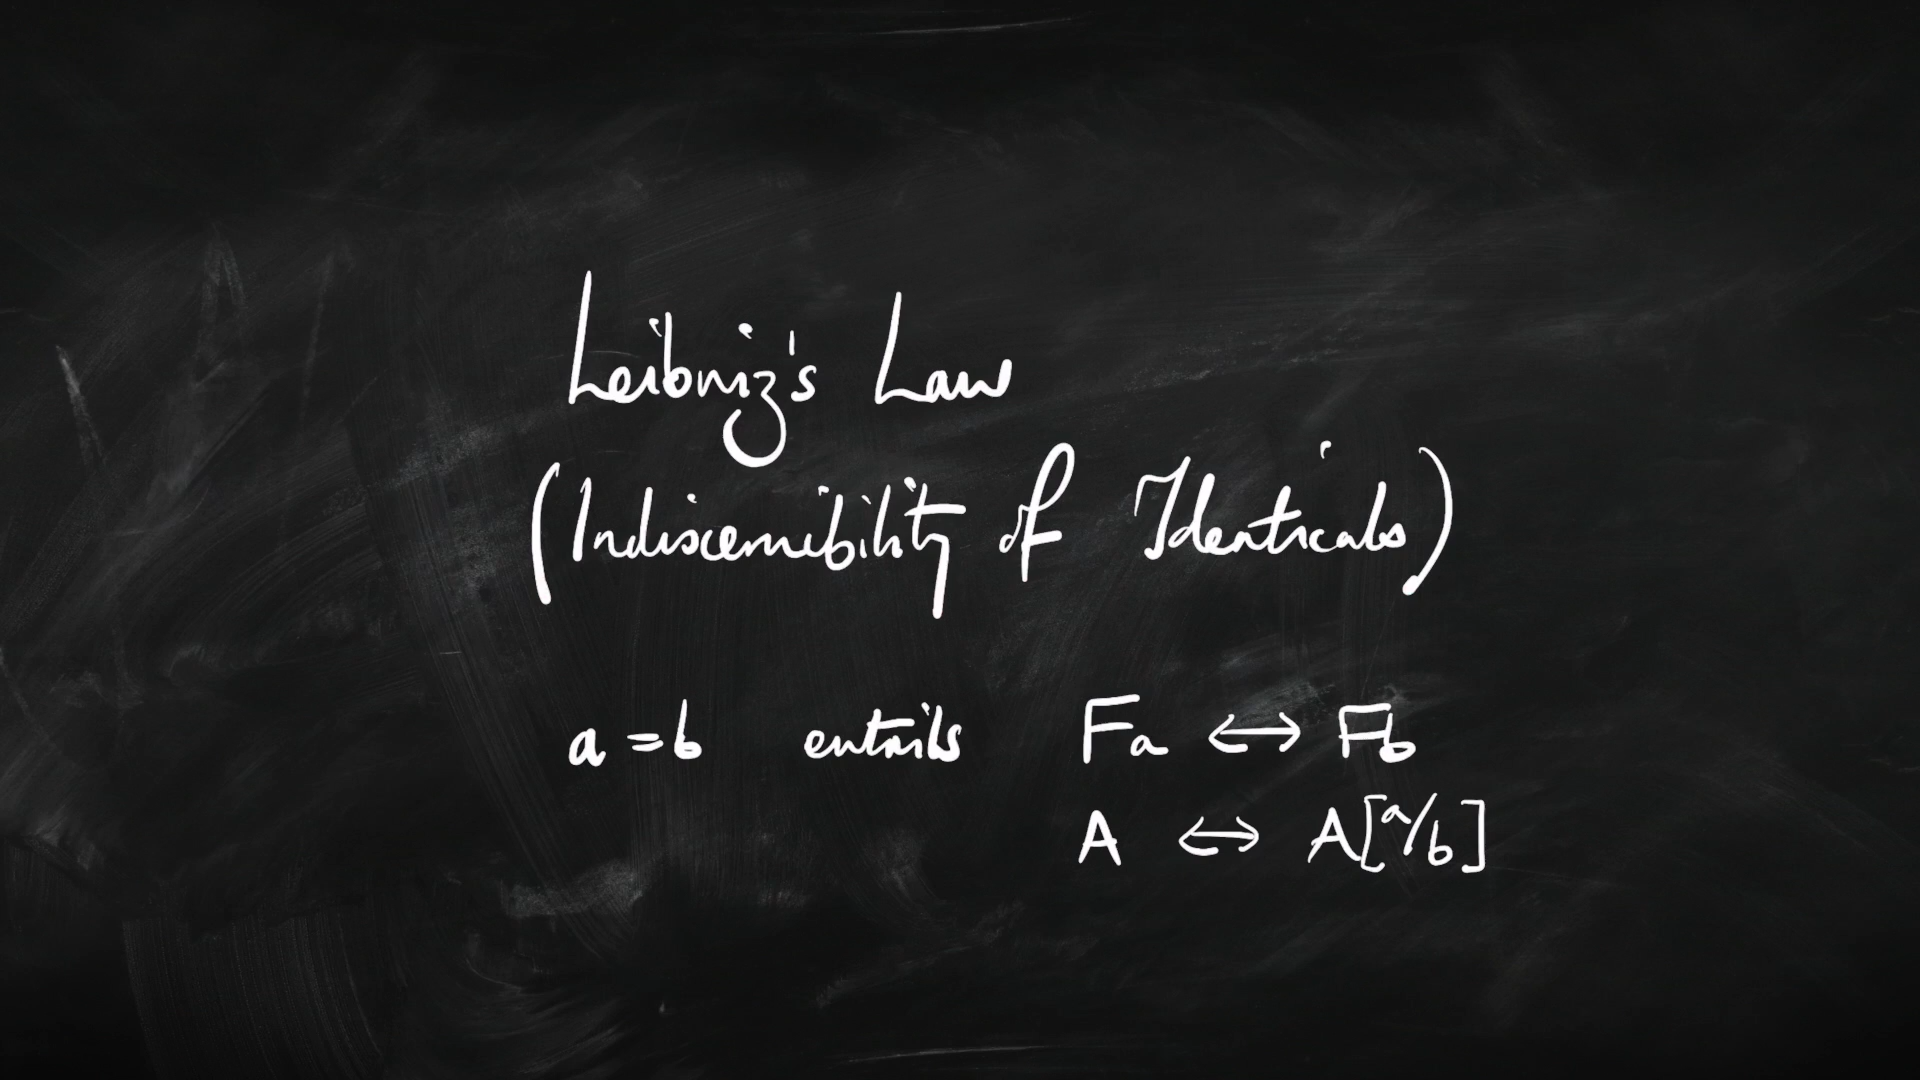 Leibniz's Law
(Indiscernibility of Identicals)
a = b entails Fa ↔ Fb
A ↔ A[a/b]